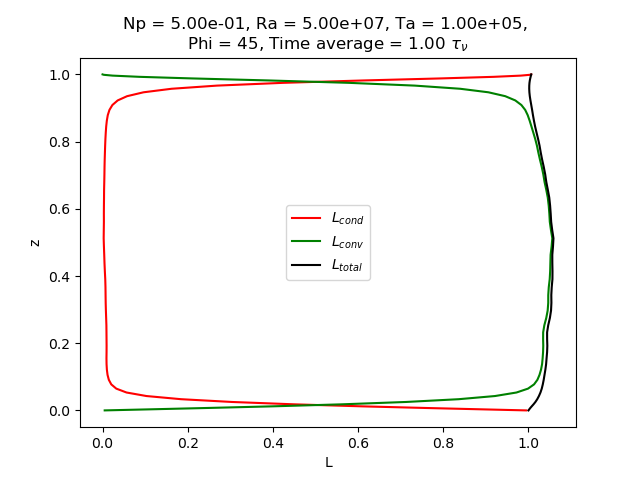 Np = 5.00e-01, Ra = 5.00e+07, Ta = 1.00e+05,
Phi = 45, Time average = 1.00 τ_ν
1.0
0.8
0.6
0.4
0.2
0.0
z
L_cond
L_conv
L_total
0.0 0.2 0.4 0.6 0.8 1.0
L